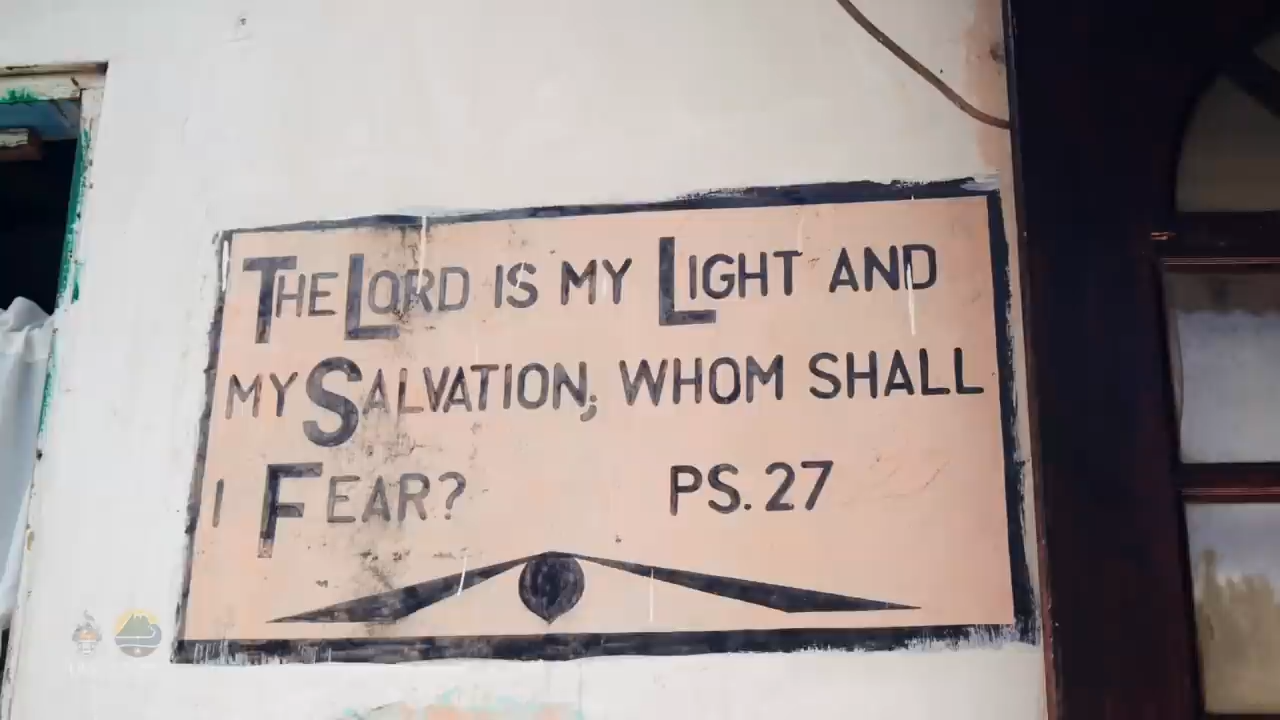 THE LORD IS MY LIGHT AND
MY SALVATION; WHOM SHALL
I FEAR? PS. 27